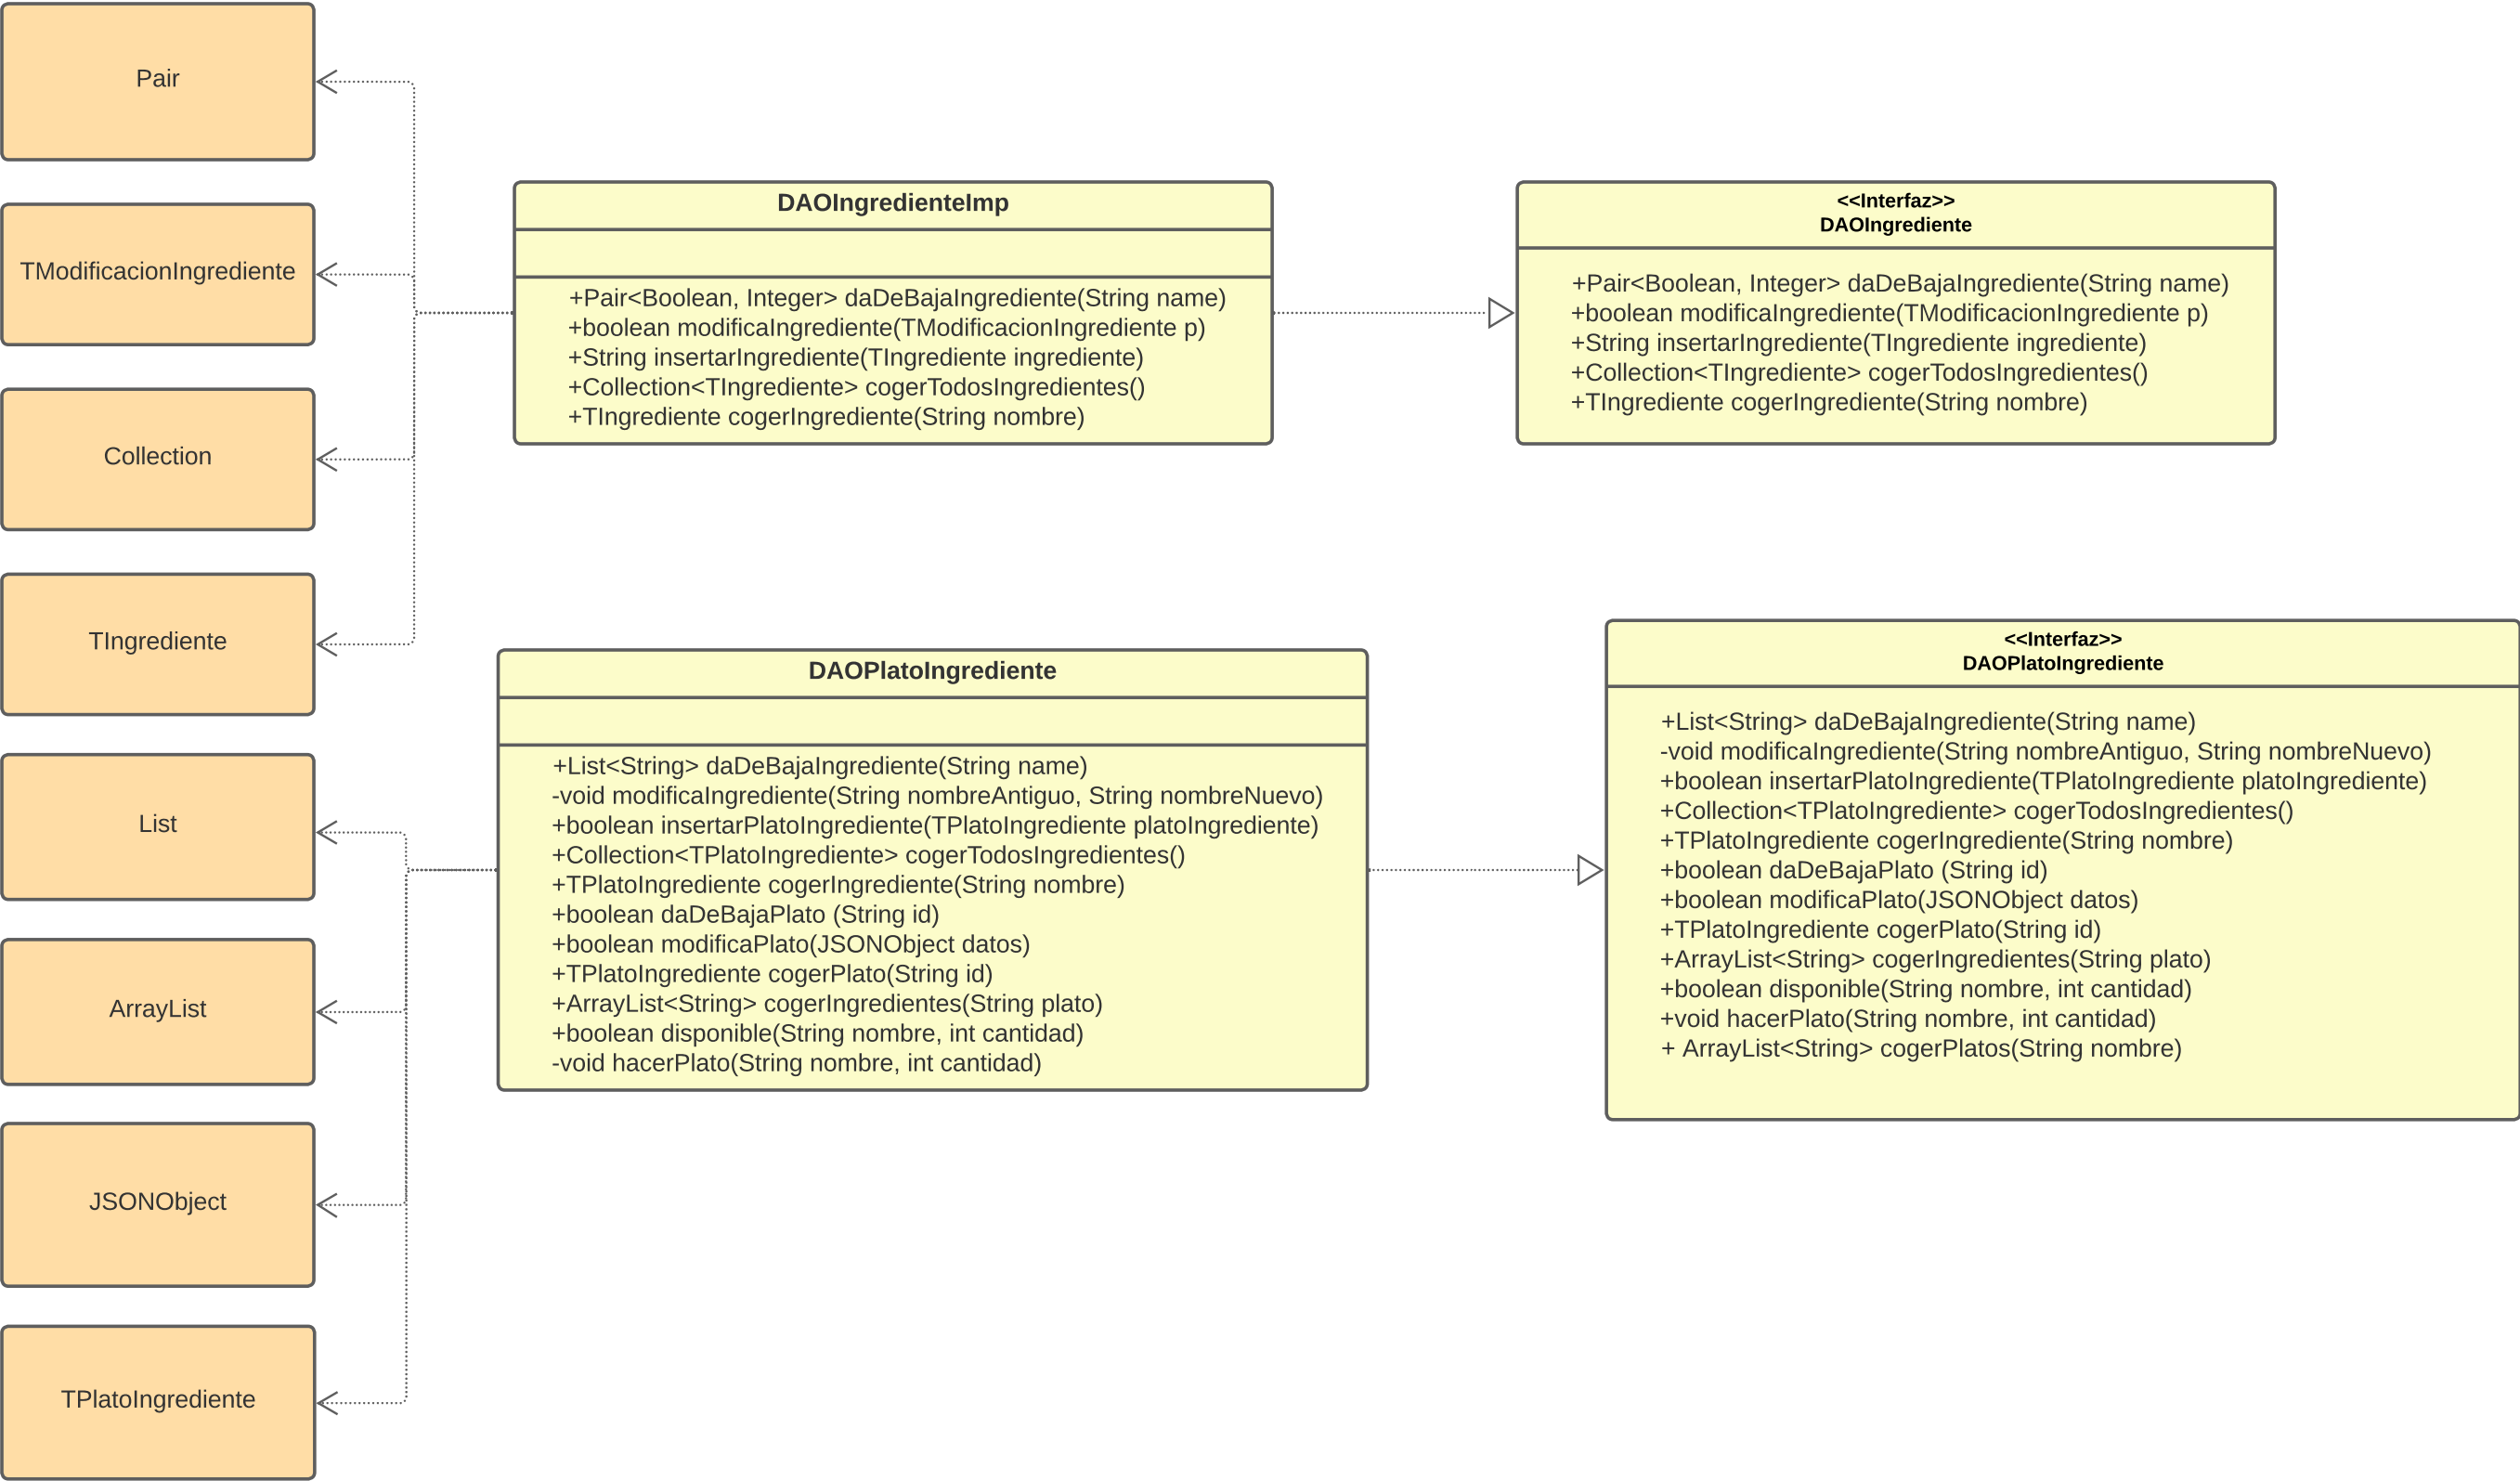 Pair
TModificacionIngrediente
Collection
TIngrediente
List
ArrayList
JSONObject
TPlatoIngrediente
DAOIngredienteImp
+Pair<Boolean, Integer> daDeBajaIngrediente(String name)
+boolean modificaIngrediente(TModificacionIngrediente p)
+String insertarIngrediente(TIngrediente ingrediente)
+Collection<TIngrediente> cogerTodosIngredientes()
+TIngrediente cogerIngrediente(String nombre)
<<Interfaz>>
DAOIngrediente
+Pair<Boolean, Integer> daDeBajaIngrediente(String name)
+boolean modificaIngrediente(TModificacionIngrediente p)
+String insertarIngrediente(TIngrediente ingrediente)
+Collection<TIngrediente> cogerTodosIngredientes()
+TIngrediente cogerIngrediente(String nombre)
DAOPlatoIngrediente
+List<String> daDeBajaIngrediente(String name)
-void modificaIngrediente(String nombreAntiguo, String nombreNuevo)
+boolean insertarPlatoIngrediente(TPlatoIngrediente platoIngrediente)
+Collection<TPlatoIngrediente> cogerTodosIngredientes()
+TPlatoIngrediente cogerIngrediente(String nombre)
+boolean daDeBajaPlato (String id)
+boolean modificaPlato(JSONObject datos)
+TPlatoIngrediente cogerPlato(String id)
+ArrayList<String> cogerIngredientes(String plato)
+boolean disponible(String nombre, int cantidad)
-void hacerPlato(String nombre, int cantidad)
<<Interfaz>>
DAOPlatoIngrediente
+List<String> daDeBajaIngrediente(String name)
-void modificaIngrediente(String nombreAntiguo, String nombreNuevo)
+boolean insertarPlatoIngrediente(TPlatoIngrediente platoIngrediente)
+Collection<TPlatoIngrediente> cogerTodosIngredientes()
+TPlatoIngrediente cogerIngrediente(String nombre)
+boolean daDeBajaPlato (String id)
+boolean modificaPlato(JSONObject datos)
+TPlatoIngrediente cogerPlato(String id)
+ArrayList<String> cogerIngredientes(String plato)
+boolean disponible(String nombre, int cantidad)
+void hacerPlato(String nombre, int cantidad)
+ ArrayList<String> cogerPlatos(String nombre)